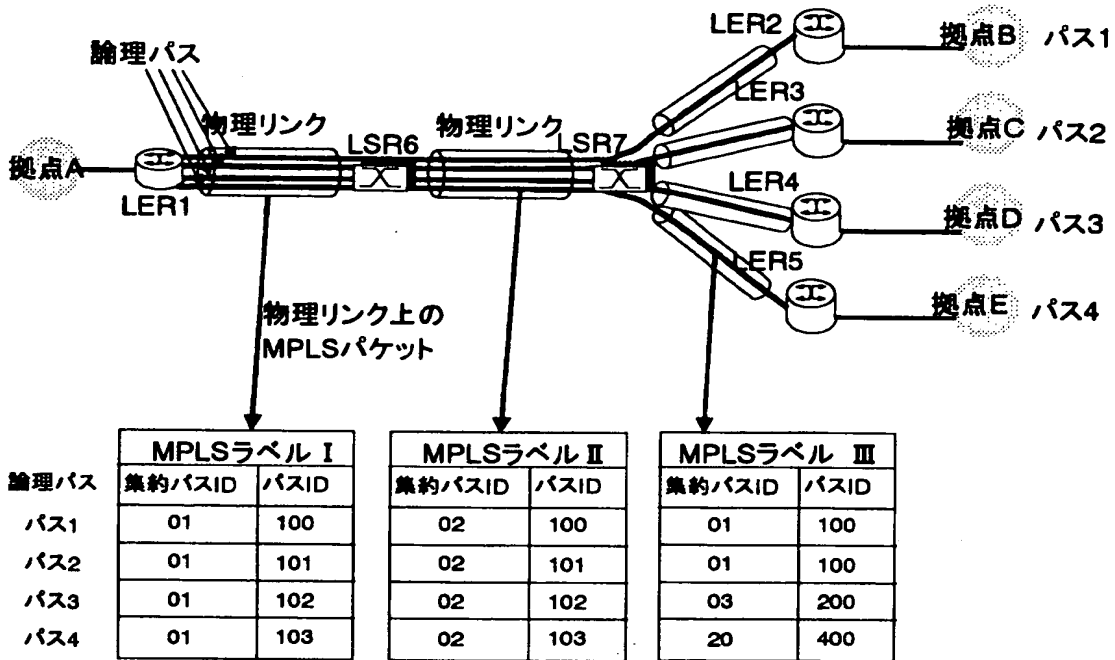 LER2
拠点B パス1
論理パス
LER3
物理リンク
物理リンク
LSR6
LSR7
拠点C パス2
拠点A
LER1
LER4
拠点D パス3
LER5
拠点E パス4
物理リンク上の
MPLSパケット
MPLSラベル I
MPLSラベル II
MPLSラベル III
論理パス 集約パスID パスID 集約パスID パスID 集約パスID パスID
パス1 01 100 02 100 01 100
パス2 01 101 02 101 01 100
パス3 01 102 02 102 03 200
パス4 01 103 02 103 20 400